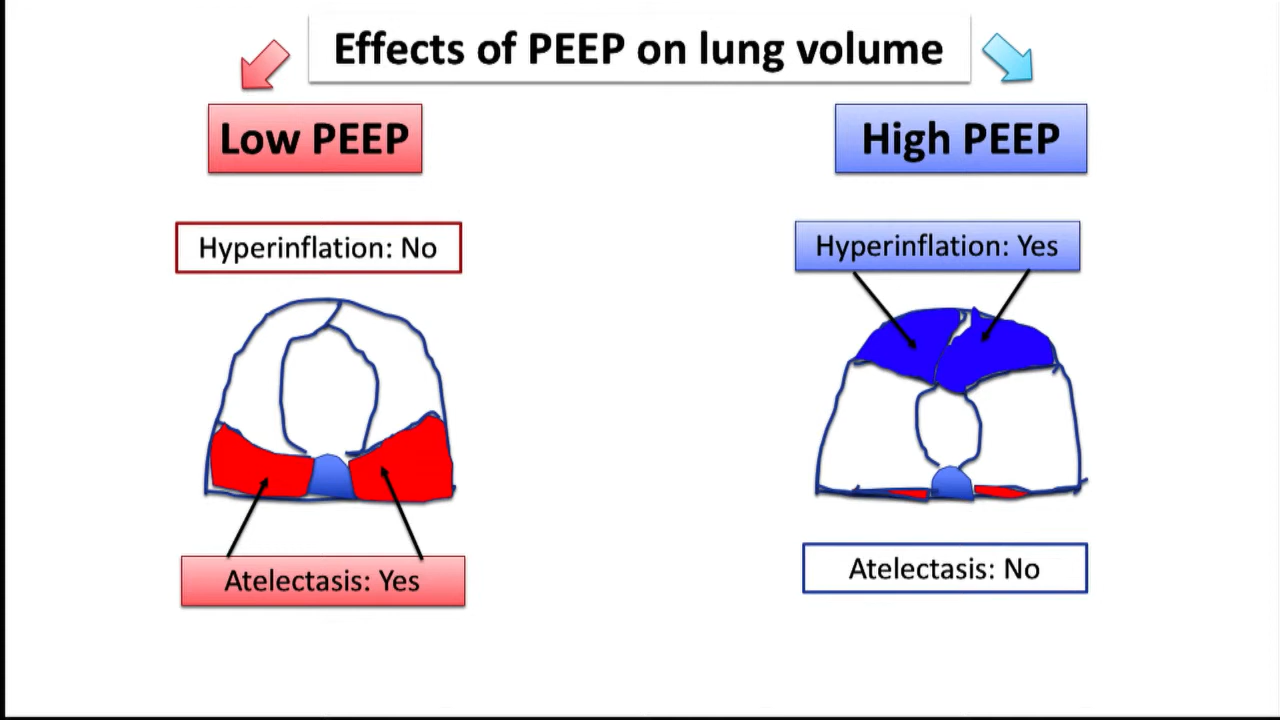 Effects of PEEP on lung volume
Low PEEP
High PEEP
Hyperinflation: No
Hyperinflation: Yes
Atelectasis: Yes
Atelectasis: No